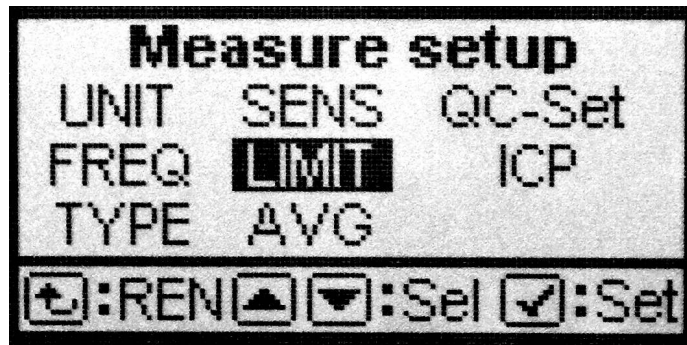 Measure setup
UNIT SENS QC-Set
FREQ LIMIT ICP
TYPE AVG
:REN :Sel :Set